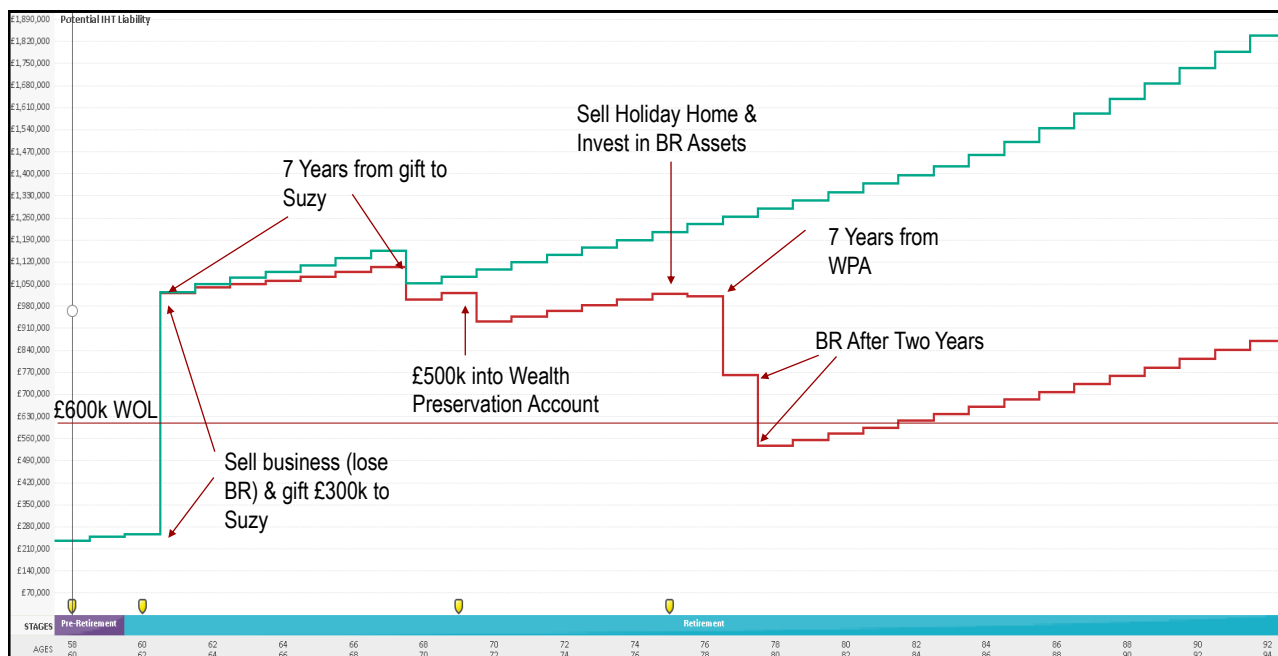 Potential IHT Liability
£1,890,000
£1,820,000
£1,750,000
£1,680,000
£1,610,000
£1,540,000
£1,470,000
£1,400,000
£1,330,000
£1,260,000
£1,190,000
£1,120,000
£1,050,000
£980,000
£910,000
£840,000
£770,000
£700,000
£630,000
£560,000
£490,000
£420,000
£350,000
£280,000
£210,000
£140,000
£70,000
Sell Holiday Home &
Invest in BR Assets
7 Years from gift to
Suzy
7 Years from
WPA
BR After Two Years
£500k into Wealth
Preservation Account
£600k WOL
Sell business (lose
BR) & gift £300k to
Suzy
STAGES Pre-Retirement Retirement
AGES 58 60 62 64 66 68 70 72 74 76 78 80 82 84 86 88 90 92
60 62 64 66 68 70 72 74 76 78 80 82 84 86 88 90 92 94